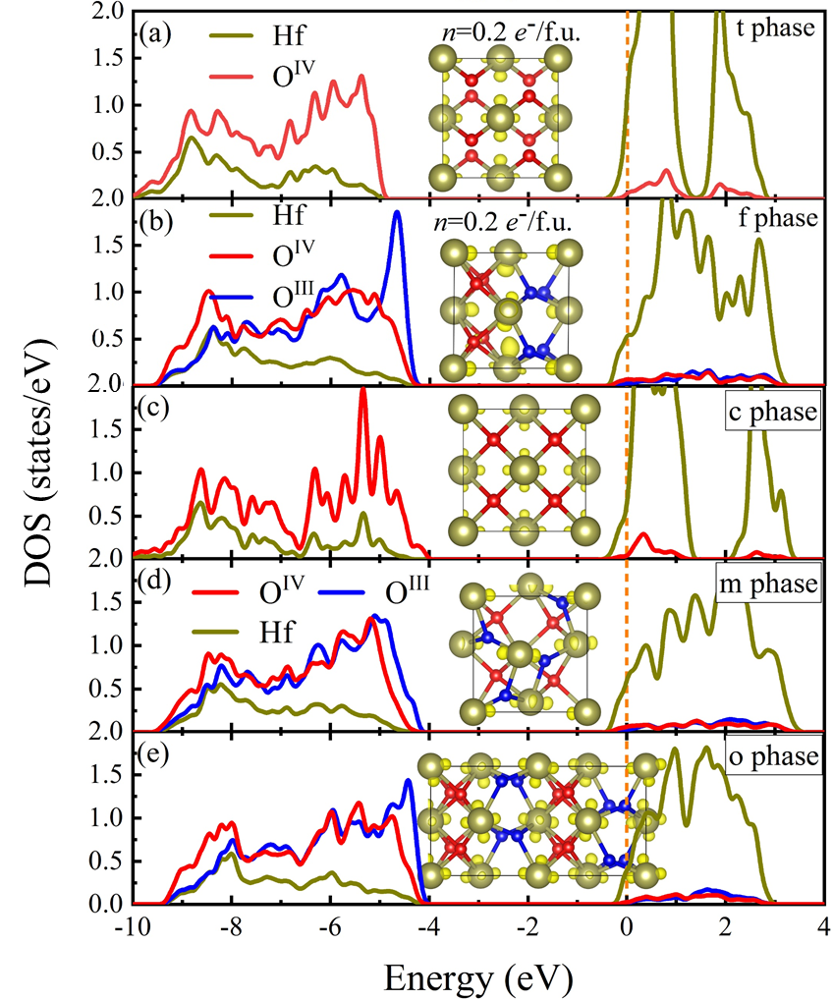 DOS (states/eV)
(a)
Hf
O^IV
n=0.2 e⁻/f.u.
t phase
2.0
1.5
1.0
0.5
2.0
(b)
Hf
O^IV
O^III
n=0.2 e⁻/f.u.
f phase
1.5
1.0
0.5
2.0
(c)
c phase
1.5
1.0
0.5
2.0
(d)
O^IV
O^III
Hf
m phase
1.5
1.0
0.5
2.0
(e)
o phase
1.5
1.0
0.5
0.0
-10 -8 -6 -4 -2 0 2 4
Energy (eV)